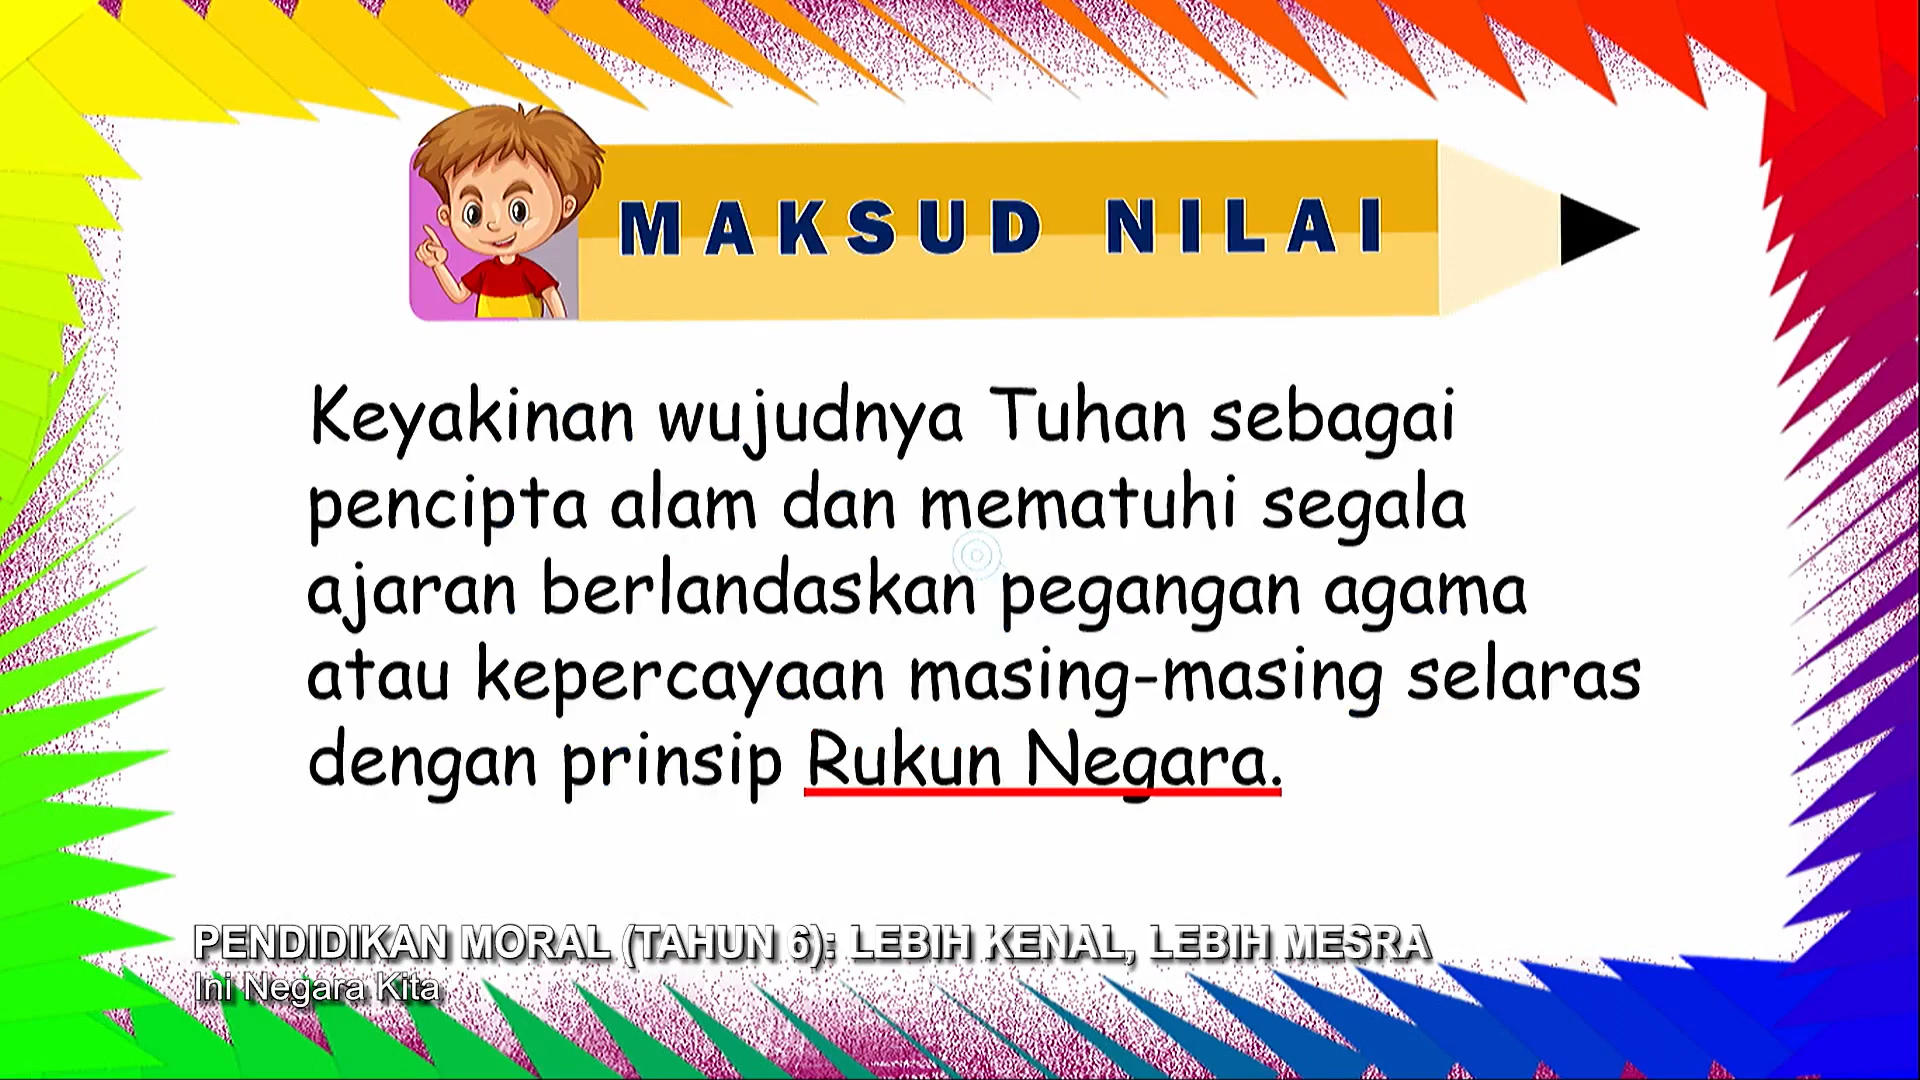 MAKSUD NILAI
Keyakinan wujudnya Tuhan sebagai
pencipta alam dan mematuhi segala
ajaran berlandaskan pegangan agama
atau kepercayaan masing-masing selaras
dengan prinsip Rukun Negara.
PENDIDIKAN MORAL (TAHUN 6): LEBIH KENAL, LEBIH MESRA
Ini Negara Kita